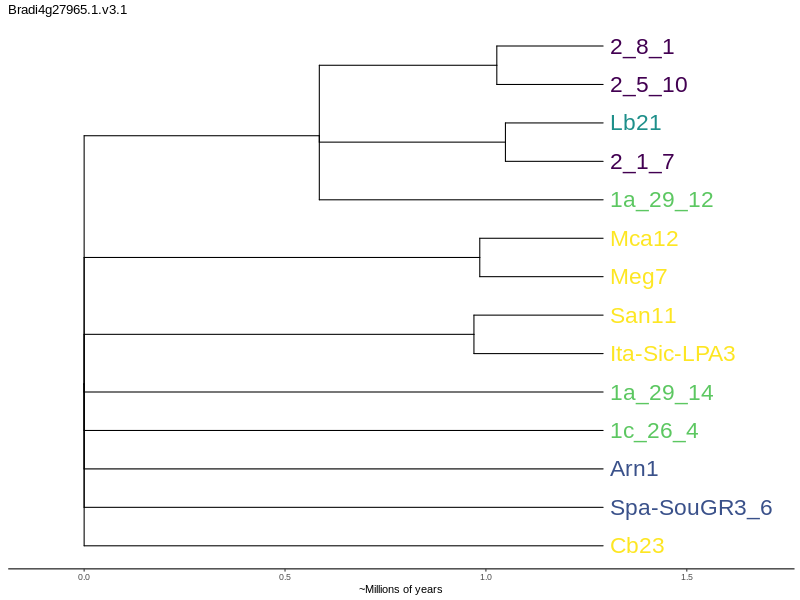 Bradi4g27965.1.v3.1
2_8_1
2_5_10
Lb21
2_1_7
1a_29_12
Mca12
Meg7
San11
Ita-Sic-LPA3
1a_29_14
1c_26_4
Arn1
Spa-SouGR3_6
Cb23
0.0 0.5 1.0 1.5
~Millions of years